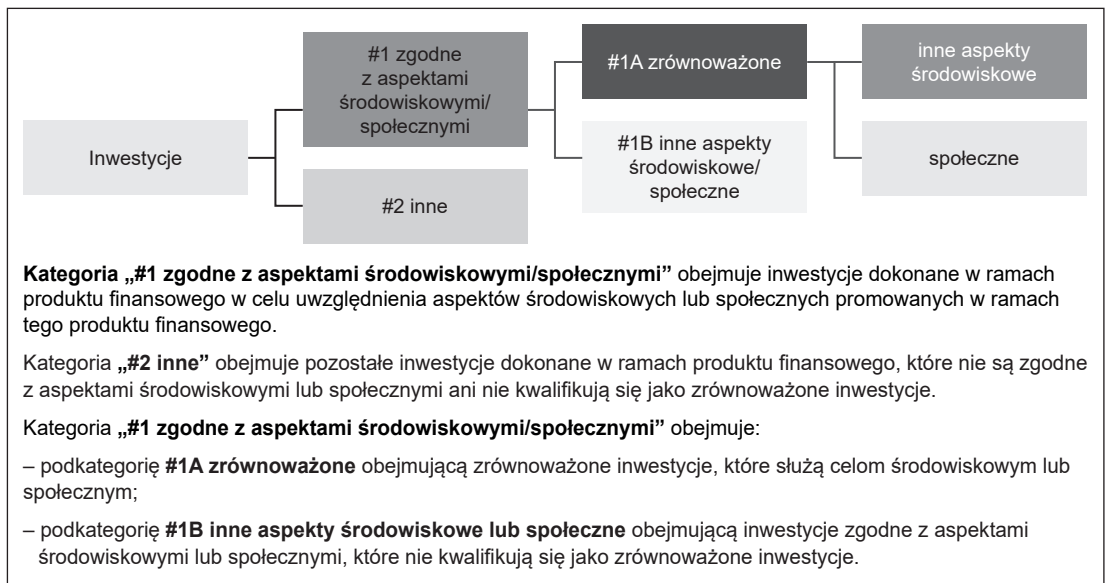 Inwestycje
#1 zgodne
z aspektami
środowiskowymi/
społecznymi
#2 inne
#1A zrównoważone
#1B inne aspekty
środowiskowe/
społeczne
inne aspekty
środowiskowe
społeczne
Kategoria „#1 zgodne z aspektami środowiskowymi/społecznymi” obejmuje inwestycje dokonane w ramach
produktu finansowego w celu uwzględnienia aspektów środowiskowych lub społecznych promowanych w ramach
tego produktu finansowego.
Kategoria „#2 inne” obejmuje pozostałe inwestycje dokonane w ramach produktu finansowego, które nie są zgodne
z aspektami środowiskowymi lub społecznymi ani nie kwalifikują się jako zrównoważone inwestycje.
Kategoria „#1 zgodne z aspektami środowiskowymi/społecznymi” obejmuje:
– podkategorię #1A zrównoważone obejmującą zrównoważone inwestycje, które służą celom środowiskowym lub
społecznym;
– podkategorię #1B inne aspekty środowiskowe lub społeczne obejmującą inwestycje zgodne z aspektami
środowiskowymi lub społecznymi, które nie kwalifikują się jako zrównoważone inwestycje.